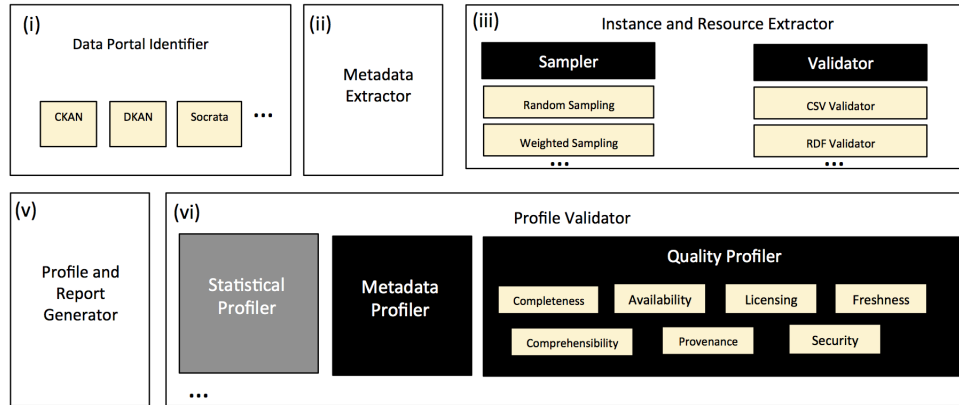 (i)
Data Portal Identifier
CKAN
DKAN
Socrata
...
(ii)
Metadata
Extractor
(iii)
Instance and Resource Extractor
Sampler
Random Sampling
Weighted Sampling
...
Validator
CSV Validator
RDF Validator
...
(v)
Profile and
Report
Generator
(vi)
Profile Validator
Statistical
Profiler
...
Metadata
Profiler
Quality Profiler
Completeness
Availability
Licensing
Freshness
Comprehensibility
Provenance
Security